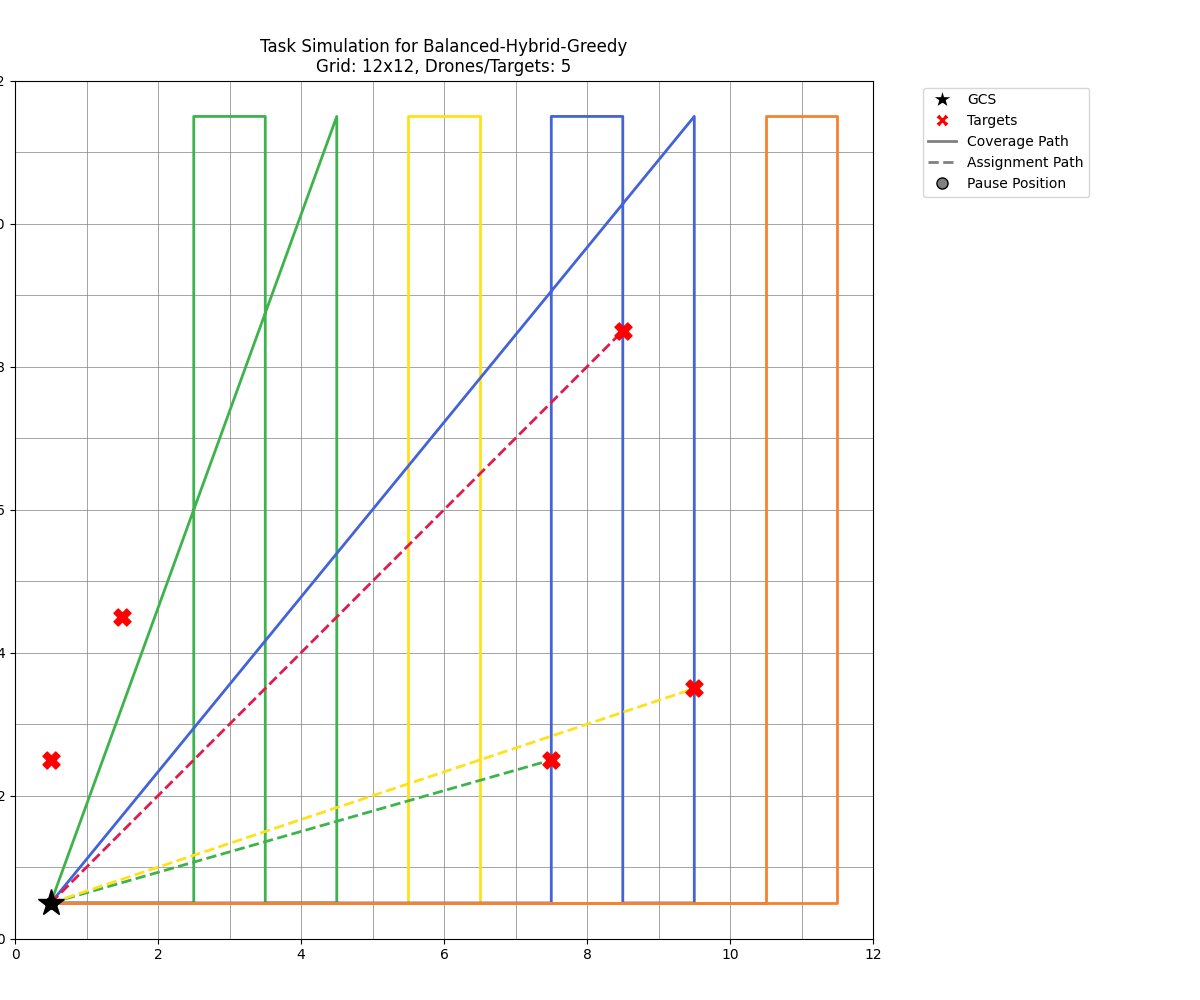 Task Simulation for Balanced-Hybrid-Greedy
Grid: 12x12, Drones/Targets: 5
GCS
Targets
Coverage Path
Assignment Path
Pause Position
2
0
8
6
4
2
0
0 2 4 6 8 10 12